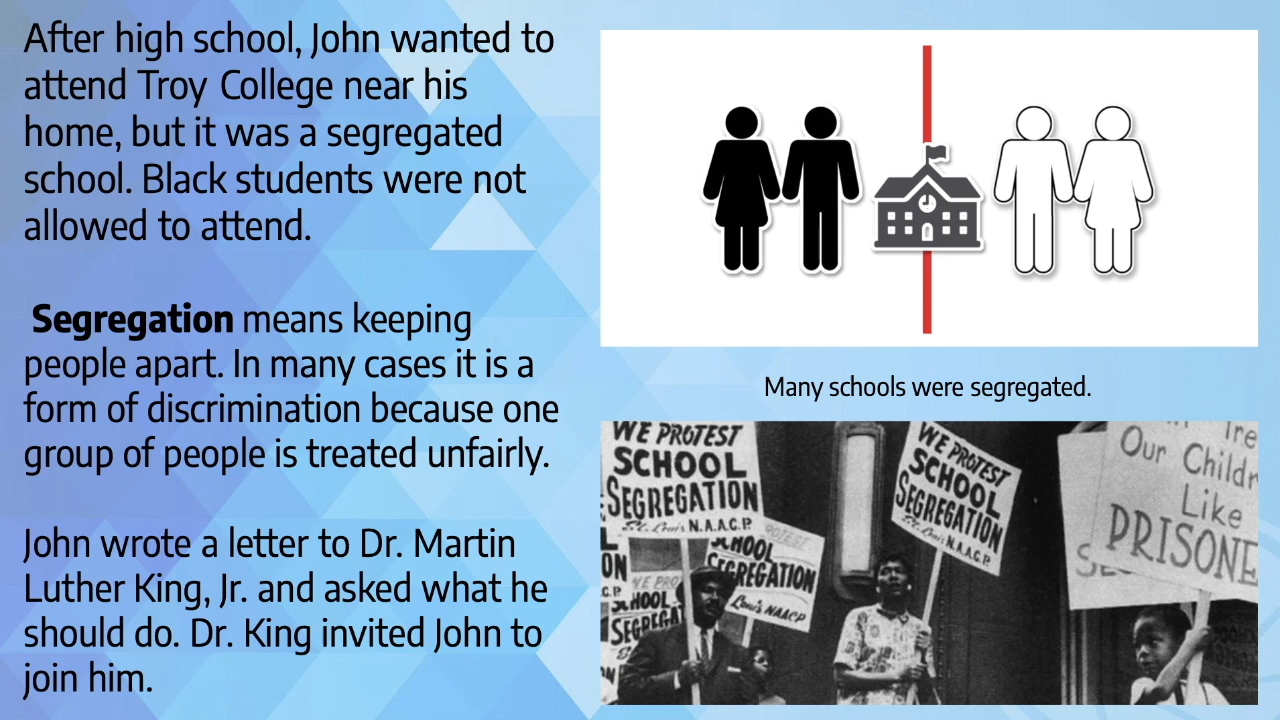 After high school, John wanted to
attend Troy College near his
home, but it was a segregated
school. Black students were not
allowed to attend.
Segregation means keeping
people apart. In many cases it is a
form of discrimination because one
group of people is treated unfairly.
John wrote a letter to Dr. Martin
Luther King, Jr. and asked what he
should do. Dr. King invited John to
join him.
Many schools were segregated.
WE PROTEST
SCHOOL
SEGREGATION
St. Louis N.A.A.C.P.
WE PROTEST
SCHOOL
SEGREGATION
St. Louis N.A.A.C.P.
PROTEST
SCHOOL
SEGREGATION
Louis NAACP
WE PRO
SCHOOL
SEGREGA
ON
Our Childr
Like
PRISONE